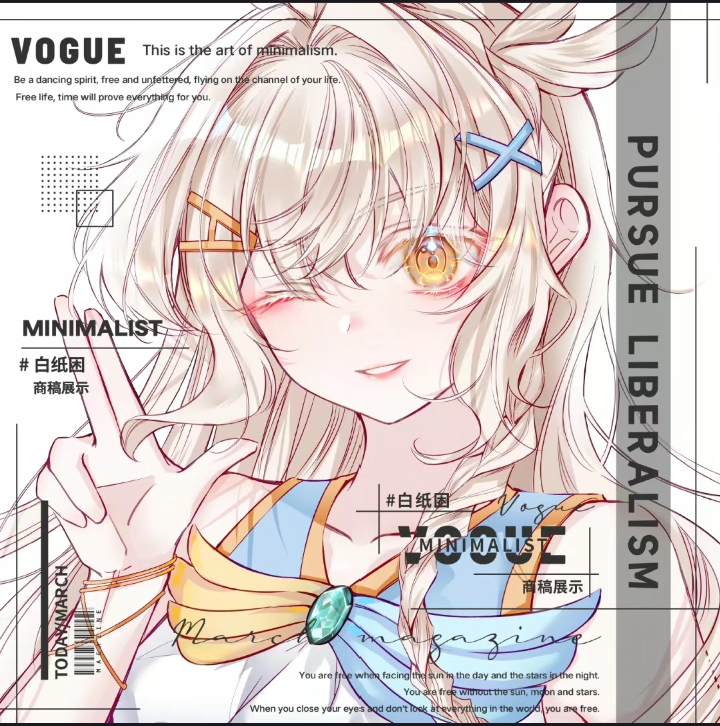 VOGUE
This is the art of minimalism.
Be a dancing spirit, free and unfettered, flying on the channel of your life.
Free life, time will prove everything for you.
PURSUE LIBERALISM
MINIMALIST
# 白纸困
商稿展示
#白纸困
Vogue
VOGUE
MINIMALIST
商稿展示
TODAY/MARCH
MAGAZINE
March magazine
You are free when facing the sun in the day and the stars in the night.
You are free without the sun, moon and stars.
When you close your eyes and don't look at everything in the world, you are free.